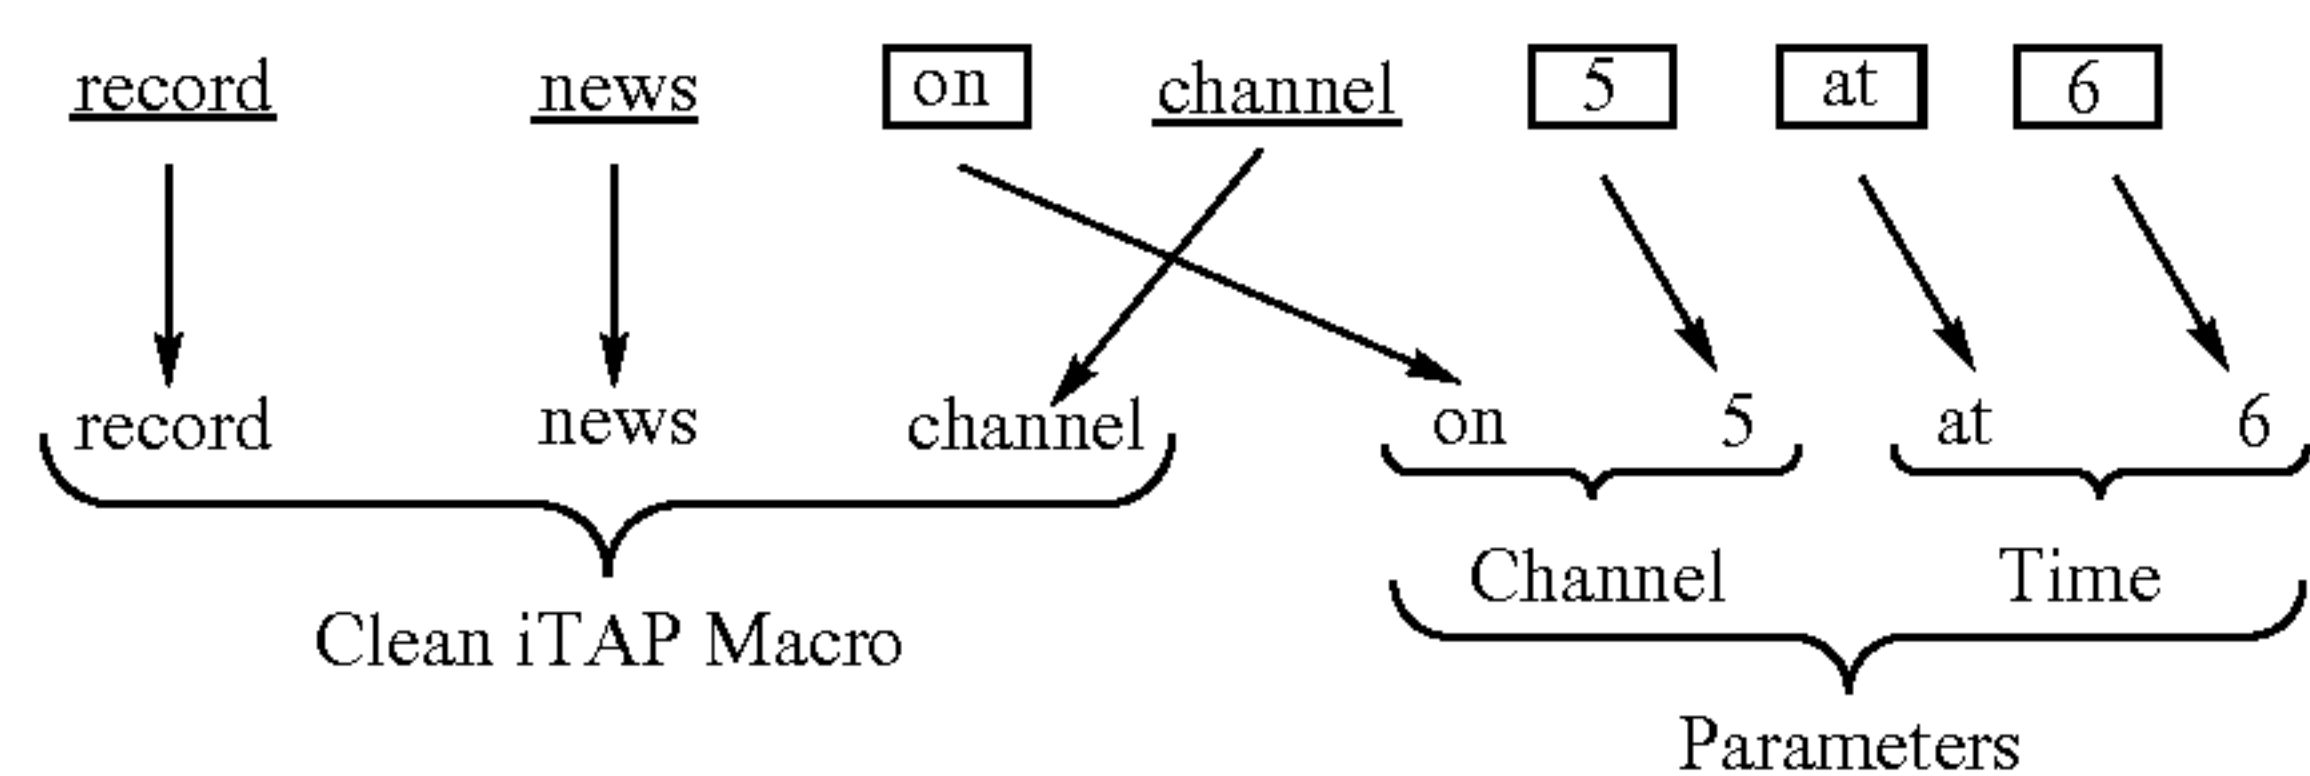 record news on channel 5 at 6
record news channel on 5 at 6
Channel Time
Clean iTAP Macro
Parameters